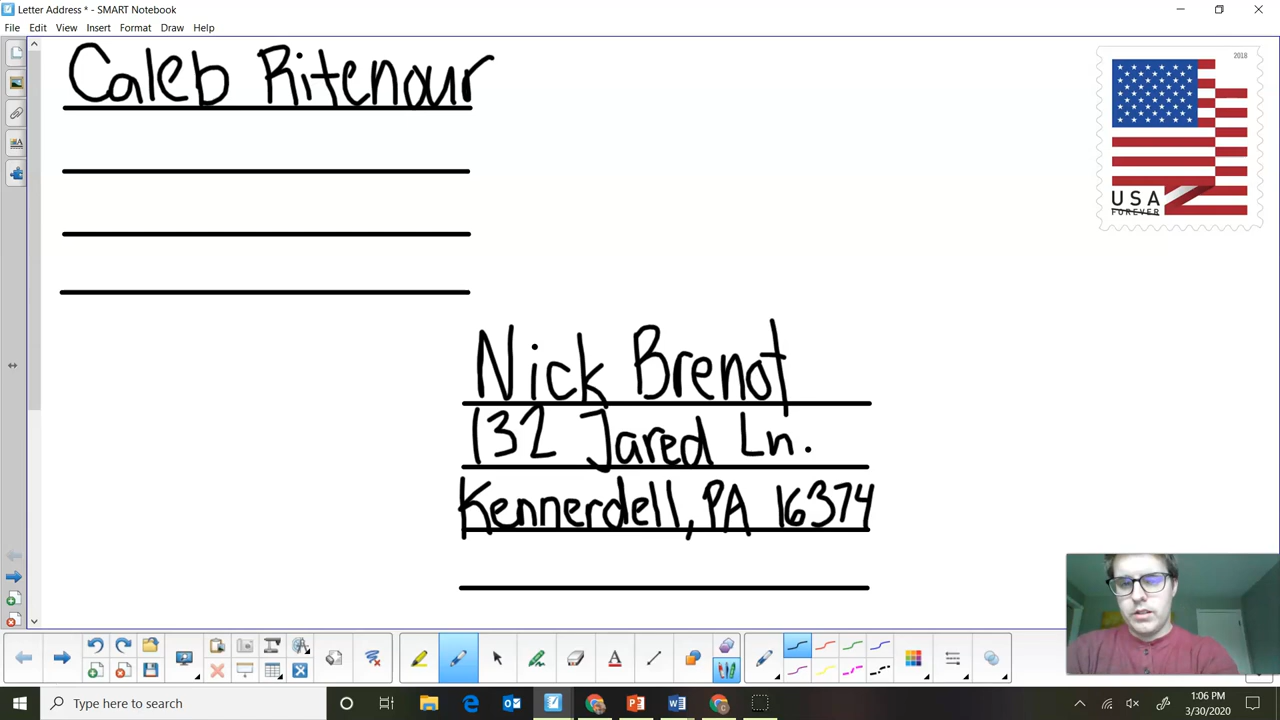 Letter Address * - SMART Notebook
File Edit View Insert Format Draw Help
Caleb Ritenour
2018
USA
FOREVER
Nick Brenot
132 Jared Ln.
Kennerdell, PA 16374
A
Type here to search
1:06 PM
3/30/2020